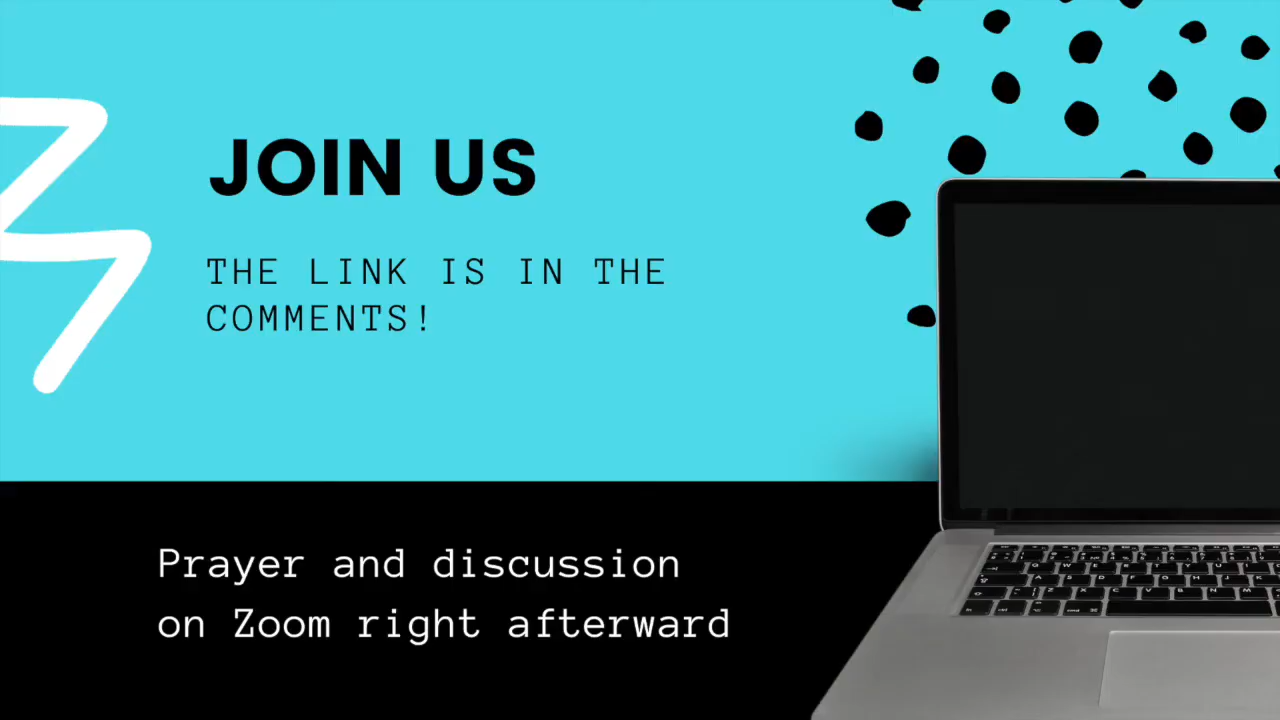 JOIN US
THE LINK IS IN THE
COMMENTS!
Prayer and discussion
on Zoom right afterward